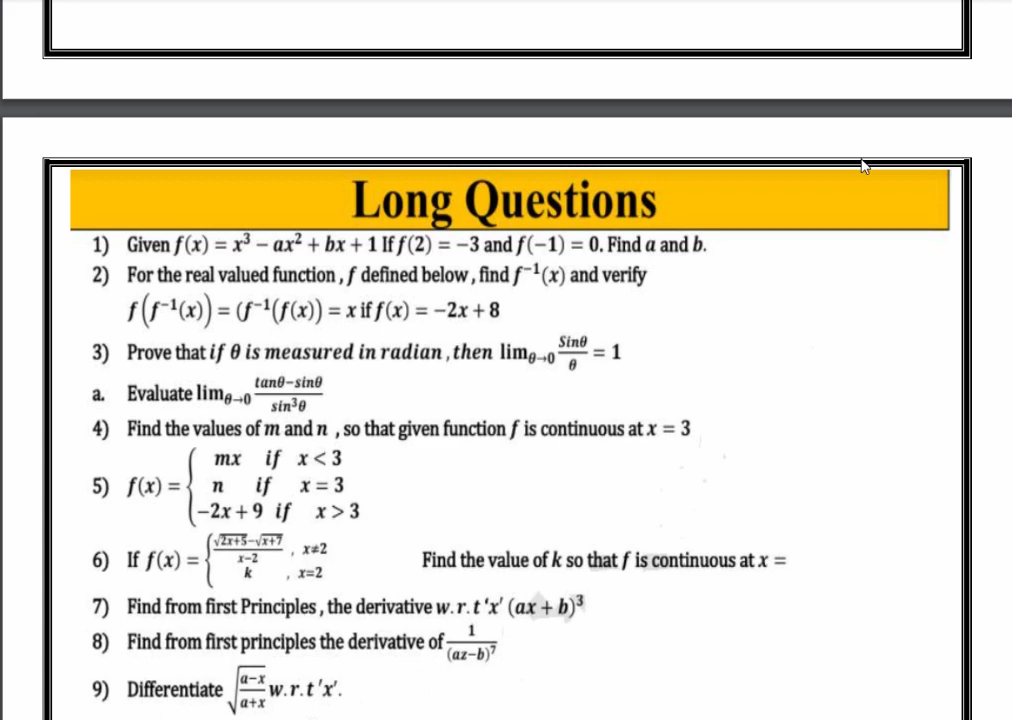 Long Questions
1) Given f(x) = x³ – ax² + bx + 1 If f(2) = –3 and f(–1) = 0. Find a and b.
2) For the real valued function , f defined below , find f⁻¹(x) and verify
f(f⁻¹(x)) = (f⁻¹(f(x)) = x if f(x) = –2x + 8
3) Prove that if θ is measured in radian , then lim θ→0 Sinθ/θ = 1
a. Evaluate lim θ→0 tanθ–sinθ/sin³θ
4) Find the values of m and n , so that given function f is continuous at x = 3
5) f(x) = { mx if x < 3
n if x = 3
–2x + 9 if x > 3
6) If f(x) = { √2x+5–√x+7/x–2 , x≠2
k , x=2 Find the value of k so that f is continuous at x =
7) Find from first Principles , the derivative w.r.t 'x' (ax + b)³
8) Find from first principles the derivative of 1/(az–b)⁷
9) Differentiate √a–x/a+x w.r.t 'x'.